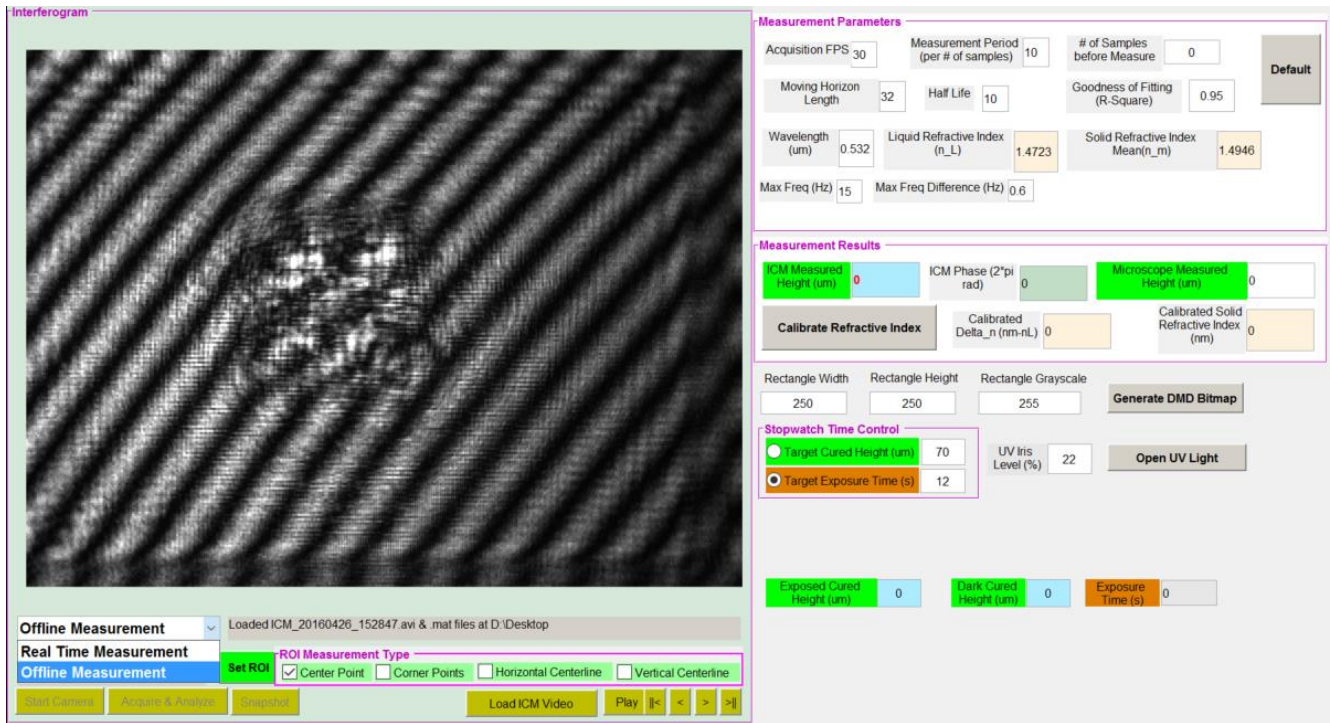 Interferogram
Offline Measurement
Loaded ICM_20160426_152847.avi & .mat files at D:\Desktop
Real Time Measurement
Offline Measurement
Set ROI
ROI Measurement Type
Center Point
Corner Points
Horizontal Centerline
Vertical Centerline
Start Camera
Acquire & Analyze
Snapshot
Load ICM Video
Play
||<
<
>
>||
Measurement Parameters
Acquisition FPS
30
Measurement Period
(per # of samples)
10
# of Samples
before Measure
0
Default
Moving Horizon
Length
32
Half Life
10
Goodness of Fitting
(R-Square)
0.95
Wavelength
(um)
0.532
Liquid Refractive Index
(n_L)
1.4723
Solid Refractive Index
Mean(n_m)
1.4946
Max Freq (Hz)
15
Max Freq Difference (Hz)
0.6
Measurement Results
ICM Measured
Height (um)
0
ICM Phase (2*pi
rad)
0
Microscope Measured
Height (um)
0
Calibrate Refractive Index
Calibrated
Delta_n (nm-nL)
0
Calibrated Solid
Refractive Index
(nm)
0
Rectangle Width
250
Rectangle Height
250
Rectangle Grayscale
255
Generate DMD Bitmap
Stopwatch Time Control
Target Cured Height (um)
70
Target Exposure Time (s)
12
UV Iris
Level (%)
22
Open UV Light
Exposed Cured
Height (um)
0
Dark Cured
Height (um)
0
Exposure
Time (s)
0